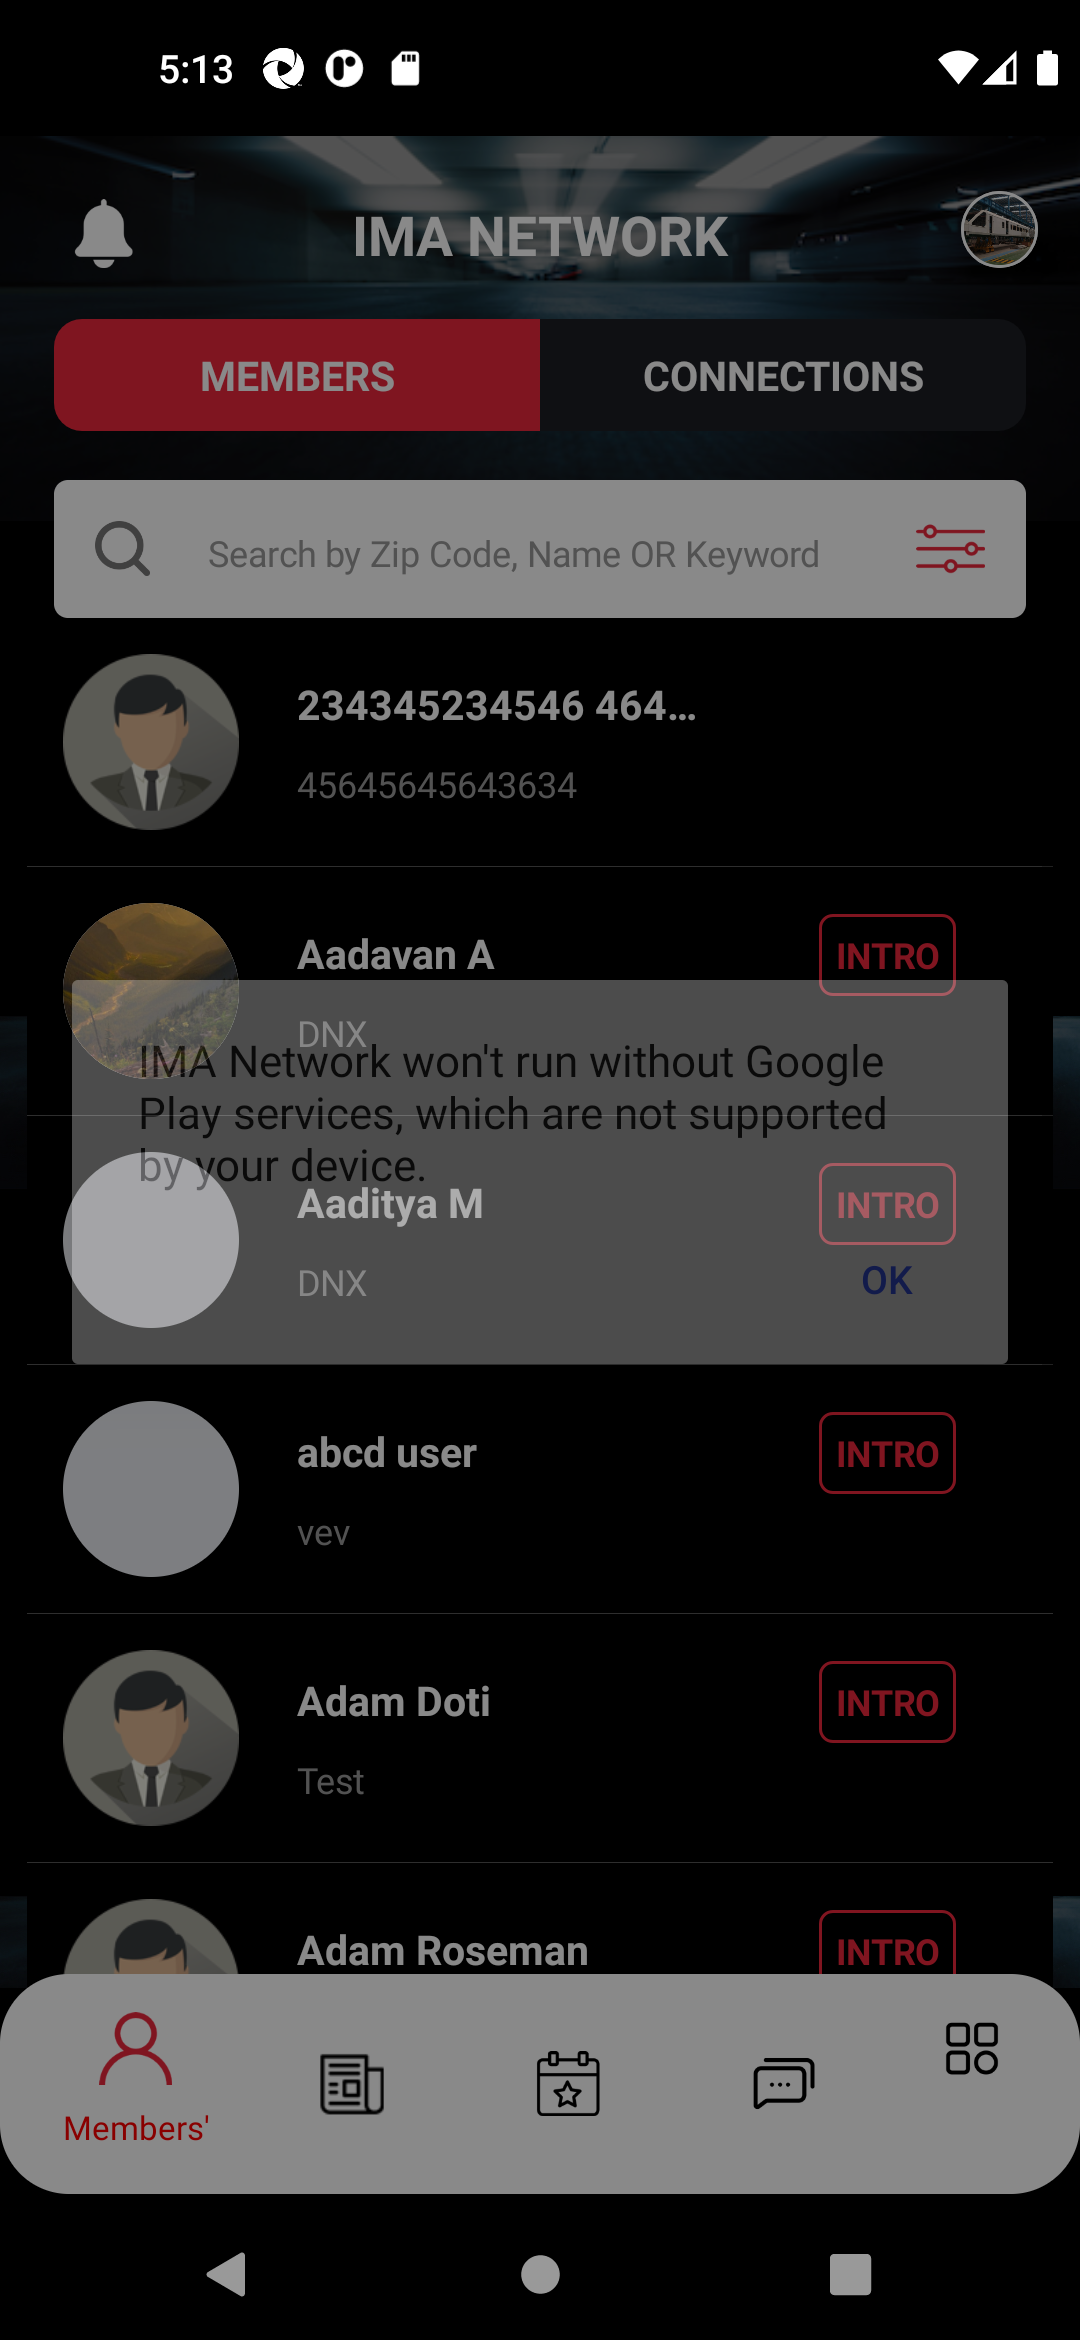 5:13
IMA NETWORK
MEMBERS
CONNECTIONS
Search by Zip Code, Name OR Keyword
234345234546 464...
45645645643634
Aadavan A
INTRO
DNX
IMA Network won't run without Google
Play services, which are not supported
by your device.
Aaditya M
INTRO
DNX
OK
abcd user
INTRO
vev
Adam Doti
INTRO
Test
Adam Roseman
INTRO
Members'